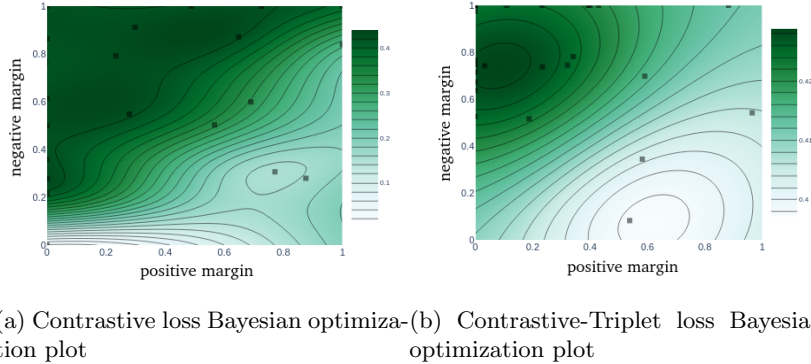 1
0.8
0.6
0.4
0.2
0
0 0.2 0.4 0.6 0.8 1
negative margin
positive margin
0.4
0.3
0.2
0.1
1
0.8
0.6
0.4
0.2
0
0 0.2 0.4 0.6 0.8 1
negative margin
positive margin
0.42
0.41
0.4
a) Contrastive loss Bayesian optimiza-
tion plot
(b) Contrastive-Triplet loss Bayesia
optimization plot